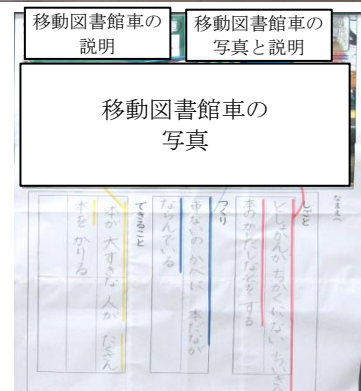 移動図書館車の
説明
移動図書館車の
写真と説明
移動図書館車の
写真
なまえ
しごと
としょかんが ちかくに ない ちいき
本のかしだしなどを する
つくり
車ないの かべに 本だなが
ならんでいる
できること
本が 大すきな 人が たくさん
本を かりる